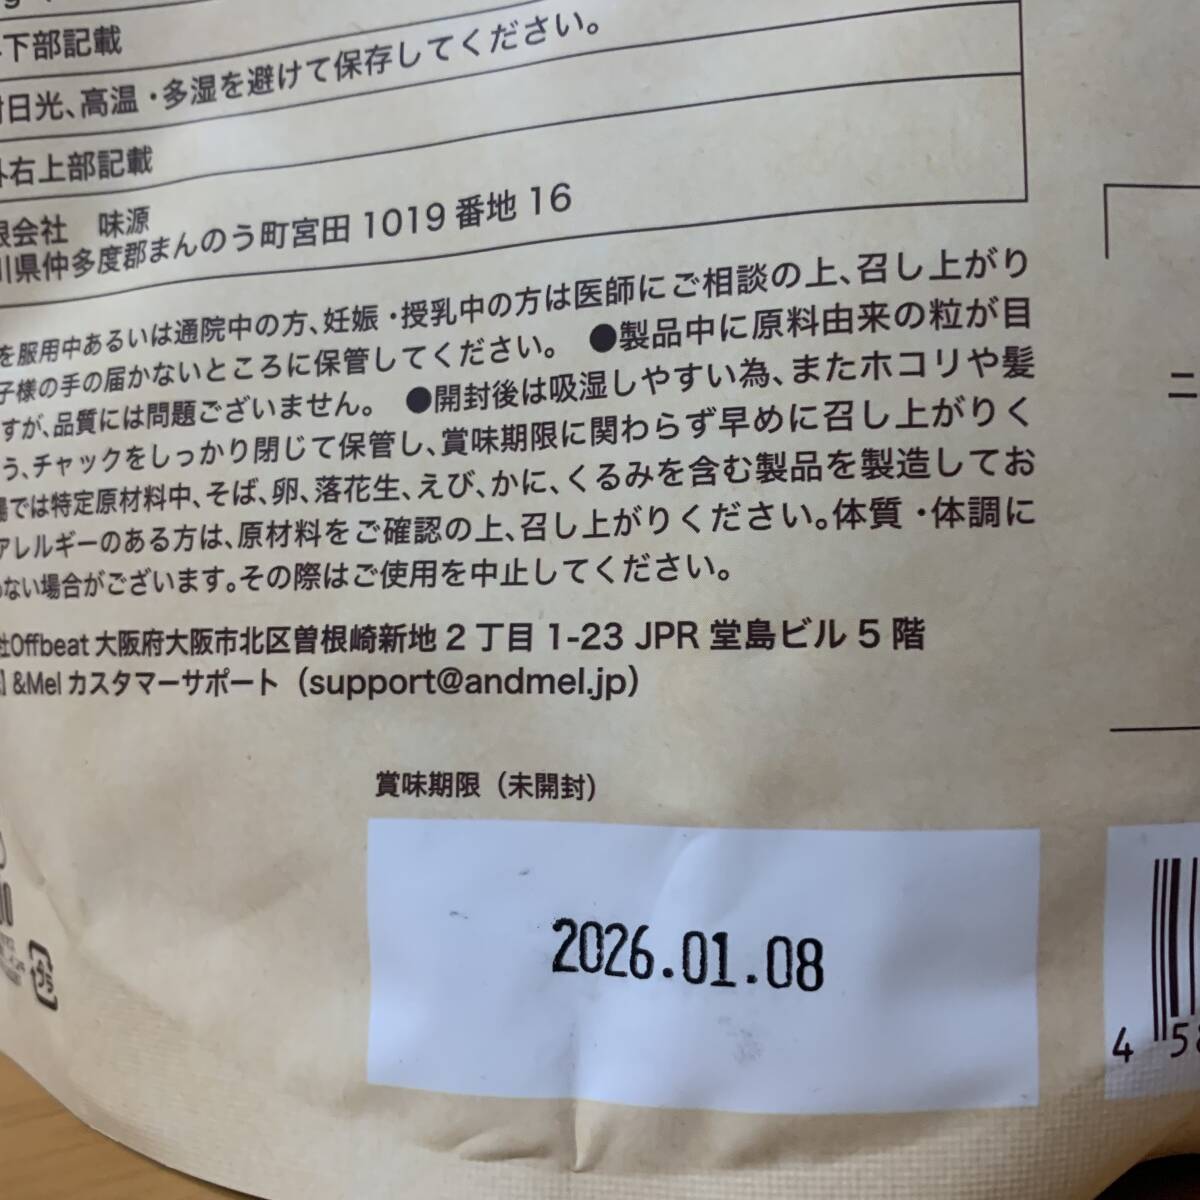 下部記載
日光、高温・多湿を避けて保存してください。
右上部記載
限会社 味源
川県仲多度郡まんのう町宮田 1019 番地 16
を服用中あるいは通院中の方、妊娠・授乳中の方は医師にご相談の上、召し上がり
子様の手の届かないところに保管してください。 ●製品中に原料由来の粒が目
すが、品質には問題ございません。 ●開封後は吸湿しやすい為、またホコリや髪
う、チャックをしっかり閉じて保管し、賞味期限に関わらず早めに召し上がりく
場では特定原材料中、そば、卵、落花生、えび、かに、くるみを含む製品を製造してお
アレルギーのある方は、原材料をご確認の上、召し上がりください。体質・体調に
ない場合がございます。その際はご使用を中止してください。
社Offbeat 大阪府大阪市北区曽根崎新地 2 丁目 1-23 JPR 堂島ビル 5 階
&Mel カスタマーサポート（support@andmel.jp）
賞味期限（未開封）
2026.01.08
プラ
4 58